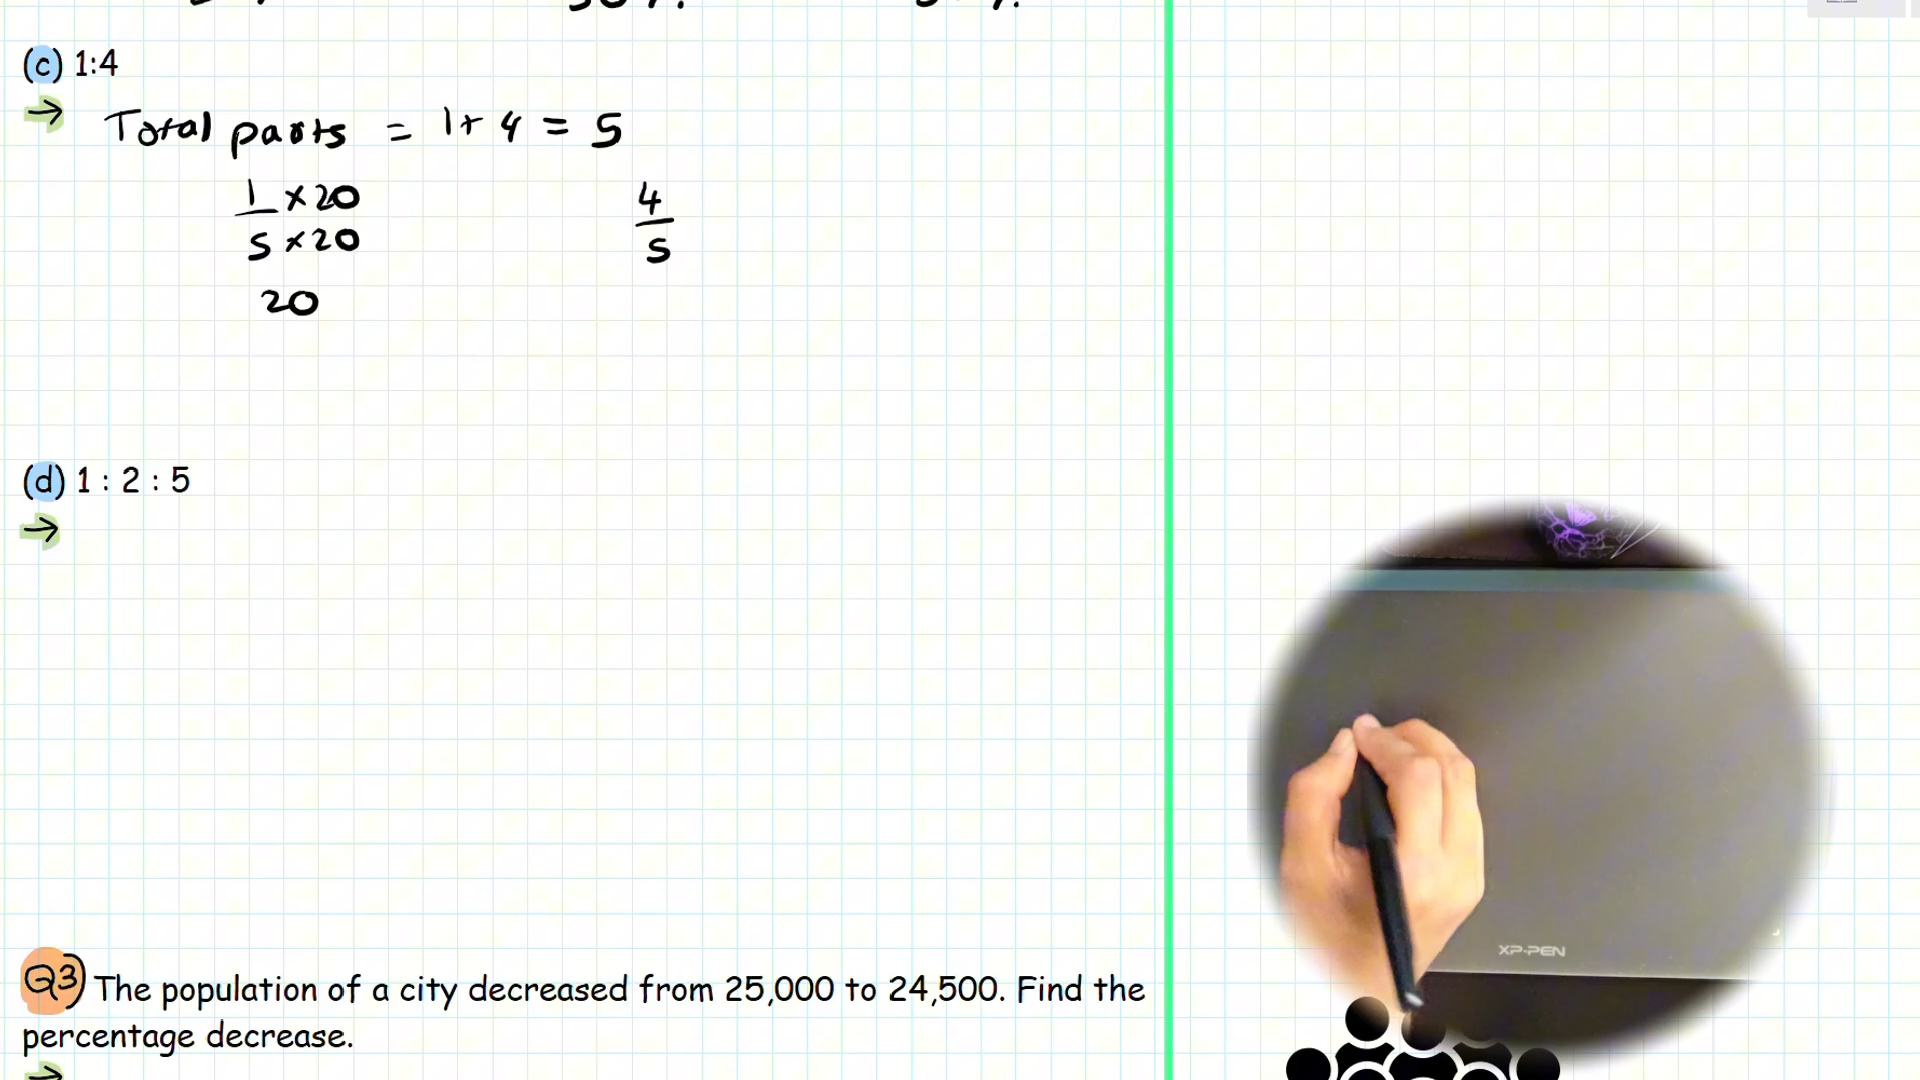 (c) 1:4
→ Total parts = 1+ 4 = 5
1 × 20
5 × 20
4
5
20
(d) 1 : 2 : 5
→
Q3) The population of a city decreased from 25,000 to 24,500. Find the
percentage decrease.
→
XP-PEN